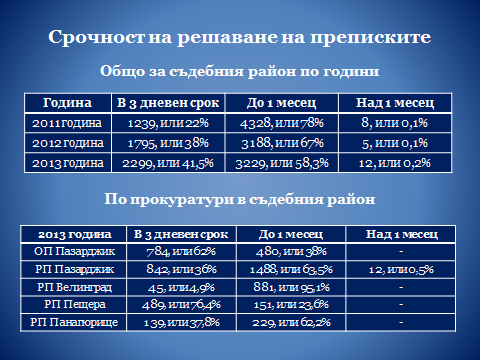 Срочност на решаване на преписките
Общо за съдебния район по години
Година В 3 дневен срок До 1 месец Над 1 месец
2011 година 1239, или 22% 4328, или 78% 8, или 0,1%
2012 година 1795, или 38% 3188, или 67% 5, или 0,1%
2013 година 2299, или 41,5% 3229, или 58,3% 12, или 0,2%
По прокуратури в съдебния район
2013 година В 3 дневен срок До 1 месец Над 1 месец
ОП Пазарджик 784, или 62% 480, или 38% -
РП Пазарджик 842, или 36% 1488, или 63,5% 12, или 0,5%
РП Велинград 45, или 4,9% 881, или 95,1% -
РП Пещера 489, или 76,4% 151, или 23,6% -
РП Панагюрище 139, или 37,8% 229, или 62,2% -